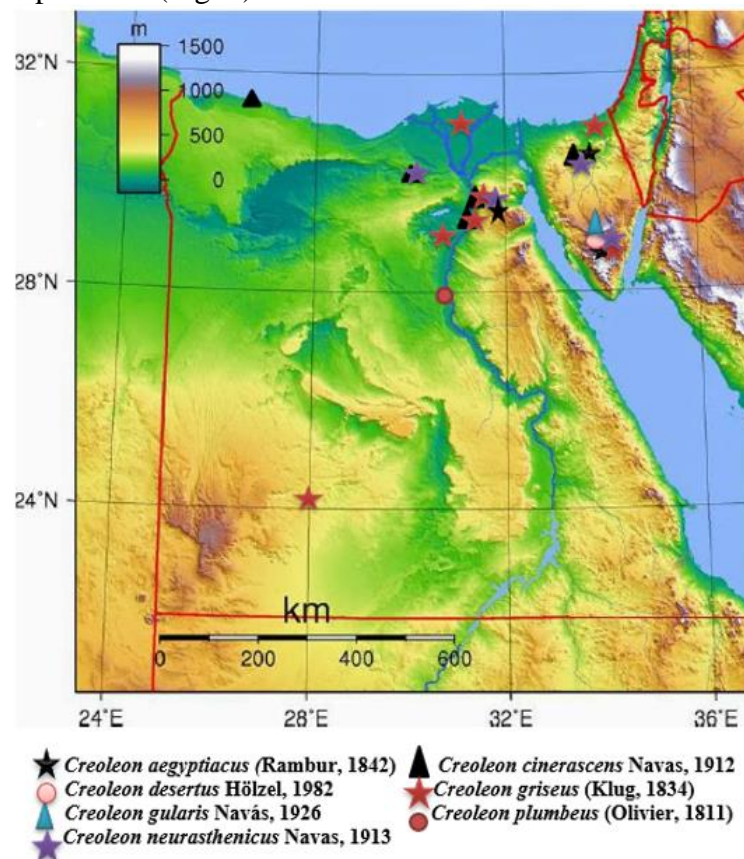 m
1500
1000
500
0
32°N
28°N
24°N
km
0 200 400 600
24°E 28°E 32°E 36°E
Creoleon aegyptiacus (Rambur, 1842)
Creoleon desertus Hölzel, 1982
Creoleon gularis Navás, 1926
Creoleon neurasthenicus Navas, 1913
Creoleon cinerascens Navas, 1912
Creoleon griseus (Klug, 1834)
Creoleon plumbeus (Olivier, 1811)